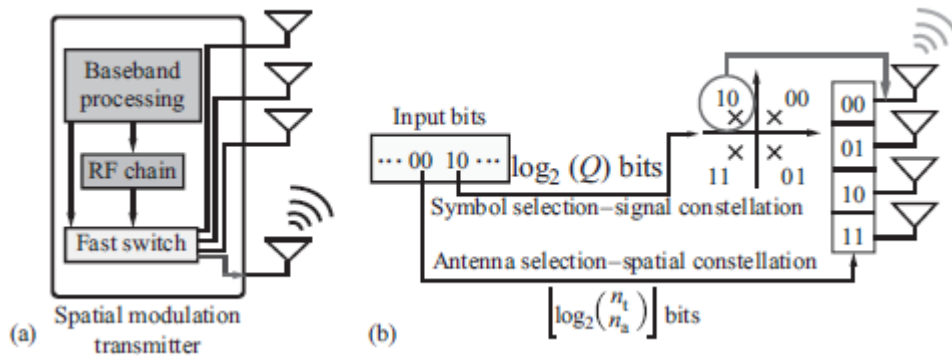 Baseband
processing
RF chain
Fast switch
(a)
Spatial modulation
transmitter
Input bits
··· 00 10 ···
log₂ (Q) bits
10
00
11
01
Symbol selection–signal constellation
00
01
10
11
Antenna selection–spatial constellation
⌊log₂(nₜ nₐ)⌋ bits
(b)